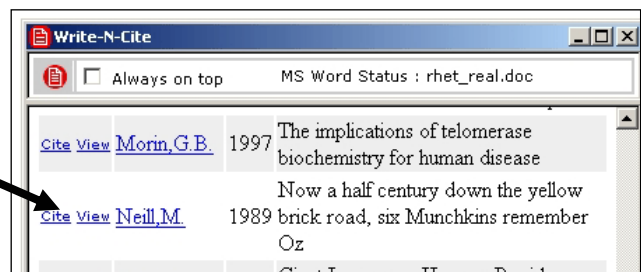 Write-N-Cite
Always on top MS Word Status : rhet_real.doc
Cite View Morin,G.B. 1997 The implications of telomerase
biochemistry for human disease
Now a half century down the yellow
Cite View Neill,M. 1989 brick road, six Munchkins remember
Oz